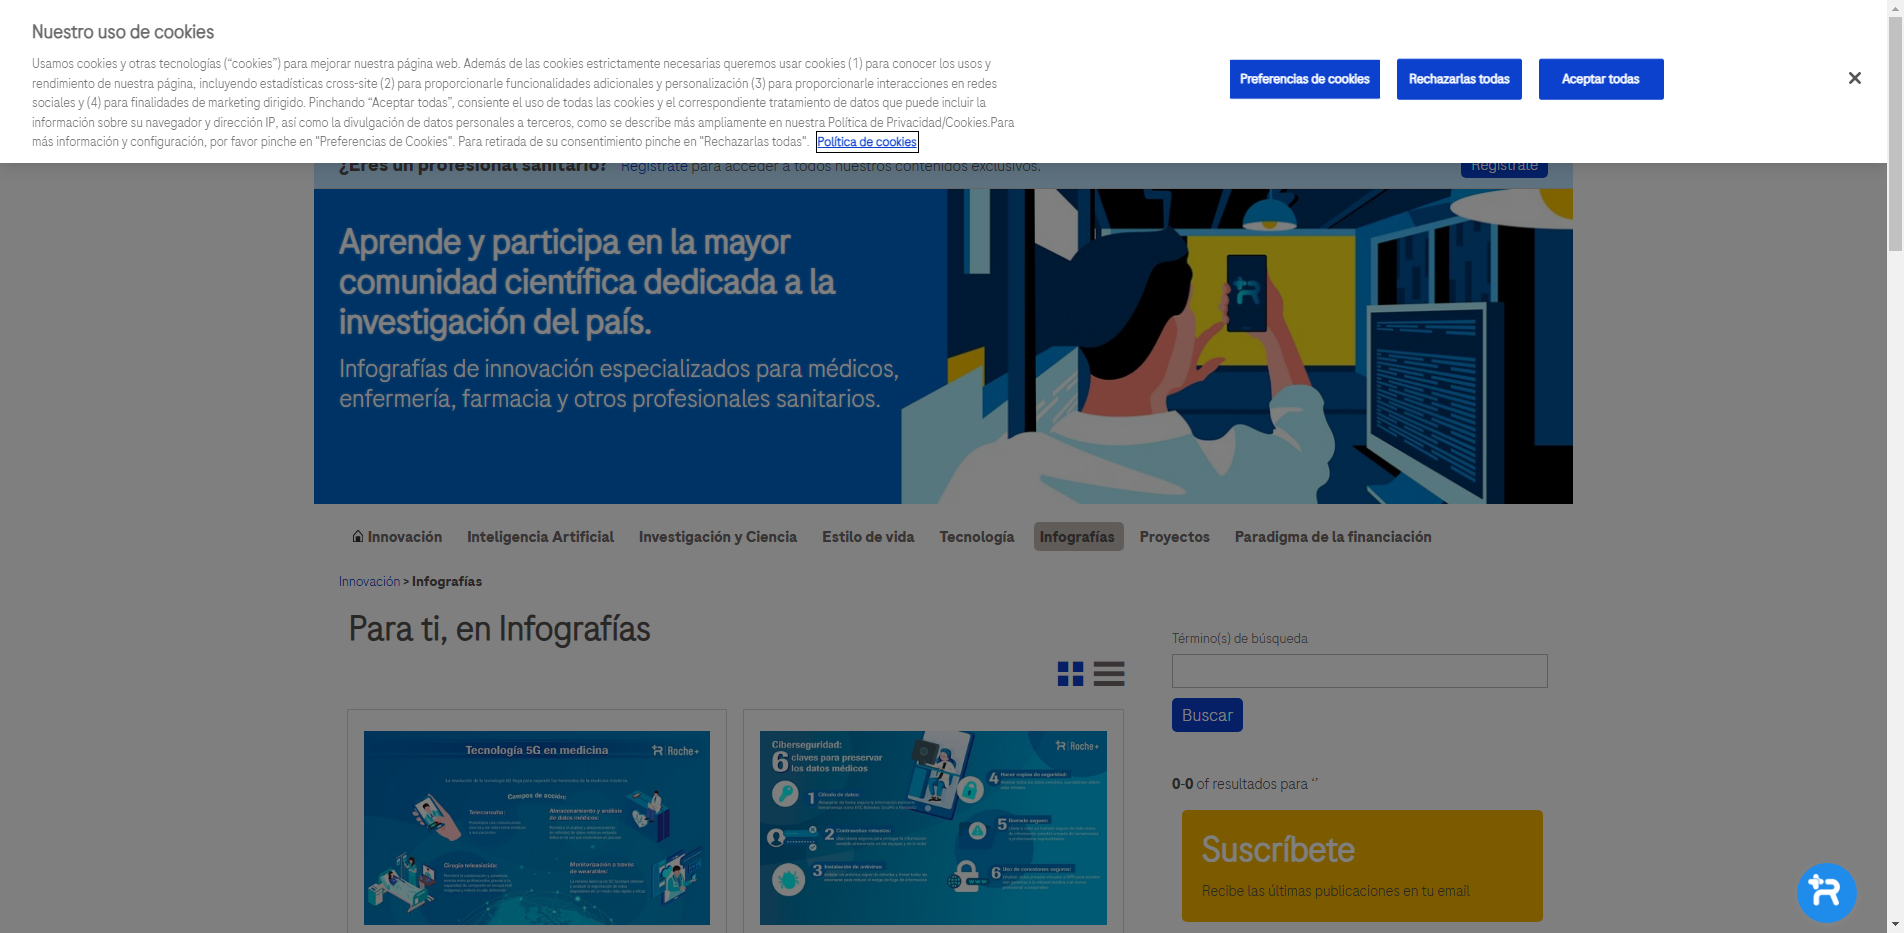 Nuestro uso de cookies
Usamos cookies y otras tecnologías (“cookies”) para mejorar nuestra página web. Además de las cookies estrictamente necesarias queremos usar cookies (1) para conocer los usos y
rendimiento de nuestra página, incluyendo estadísticas cross-site (2) para proporcionarle funcionalidades adicionales y personalización (3) para proporcionarle interacciones en redes
sociales y (4) para finalidades de marketing dirigido. Pinchando “Aceptar todas”, consiente el uso de todas las cookies y el correspondiente tratamiento de datos que puede incluir la
información sobre su navegador y dirección IP, así como la divulgación de datos personales a terceros, como se describe más ampliamente en nuestra Política de Privacidad/Cookies.Para
más información y configuración, por favor pinche en "Preferencias de Cookies". Para retirada de su consentimiento pinche en "Rechazarlas todas". Política de cookies
Preferencias de cookies
Rechazarlas todas
Aceptar todas
¿Eres un profesional sanitario? Regístrate para acceder a todos nuestros contenidos exclusivos.
Regístrate
Aprende y participa en la mayor
comunidad científica dedicada a la
investigación del país.
Infografías de innovación especializados para médicos,
enfermería, farmacia y otros profesionales sanitarios.
Innovación Inteligencia Artificial Investigación y Ciencia Estilo de vida Tecnología Infografías Proyectos Paradigma de la financiación
Innovación > Infografías
Para ti, en Infografías
Término(s) de búsqueda
Buscar
0-0 of resultados para “”
Suscríbete
Recibe las últimas publicaciones en tu email
Tecnología 5G en medicina
Roche+
Campos de acción:
Teleconsulta:
Almacenamiento y análisis
de datos médicos:
Cirugía teleasistida:
Monitorización a través
de wearables:
Ciberseguridad:
6 claves para preservar
los datos médicos
Roche+
1 Cifrado de datos:
2 Contraseñas robustas:
3 Instalación de antivirus:
4 Hacer copias de seguridad:
5 Remoto seguro:
6 Uso de conexiones seguras: